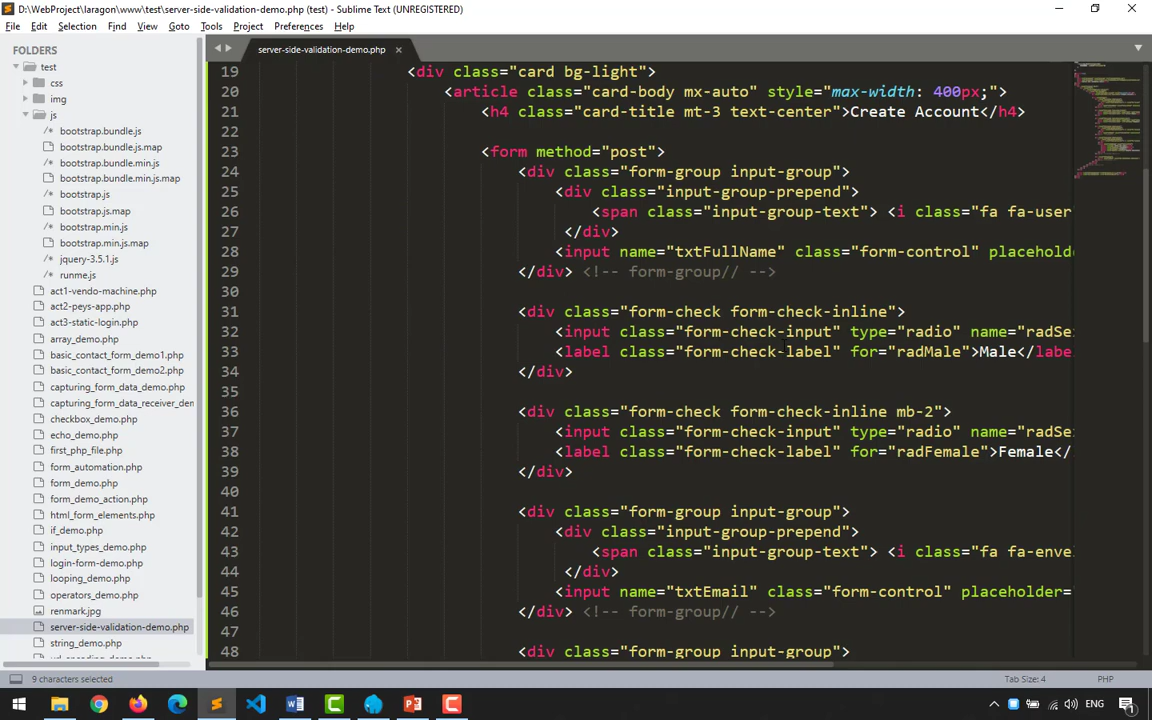 D:\WebProject\laragon\www\test\server-side-validation-demo.php (test) - Sublime Text (UNREGISTERED)
File Edit Selection Find View Goto Tools Project Preferences Help
FOLDERS
test
css
img
js
bootstrap.bundle.js
bootstrap.bundle.js.map
bootstrap.bundle.min.js
bootstrap.bundle.min.js.map
bootstrap.js
bootstrap.js.map
bootstrap.min.js
bootstrap.min.js.map
jquery-3.5.1.js
runme.js
act1-vendo-machine.php
act2-peys-app.php
act3-static-login.php
array_demo.php
basic_contact_form_demo1.php
basic_contact_form_demo2.php
capturing_form_data_demo.php
capturing_form_data_receiver_den
checkbox_demo.php
echo_demo.php
first_php_file.php
form_automation.php
form_demo.php
form_demo_action.php
html_form_elements.php
if_demo.php
input_types_demo.php
login-form-demo.php
looping_demo.php
operators_demo.php
renmark.jpg
server-side-validation-demo.php
string_demo.php
server-side-validation-demo.php
19 <div class="card bg-light">
20 <article class="card-body mx-auto" style="max-width: 400px;">
21 <h4 class="card-title mt-3 text-center">Create Account</h4>
22
23 <form method="post">
24 <div class="form-group input-group">
25 <div class="input-group-prepend">
26 <span class="input-group-text"> <i class="fa fa-user
27 </div>
28 <input name="txtFullName" class="form-control" placeholde
29 </div> <!-- form-group// -->
30
31 <div class="form-check form-check-inline">
32 <input class="form-check-input" type="radio" name="radSe
33 <label class="form-check-label" for="radMale">Male</labe
34 </div>
35
36 <div class="form-check form-check-inline mb-2">
37 <input class="form-check-input" type="radio" name="radSe
38 <label class="form-check-label" for="radFemale">Female</
39 </div>
40
41 <div class="form-group input-group">
42 <div class="input-group-prepend">
43 <span class="input-group-text"> <i class="fa fa-enve
44 </div>
45 <input name="txtEmail" class="form-control" placeholder=
46 </div> <!-- form-group// -->
47
48 <div class="form-group input-group">
9 characters selected
Tab Size: 4
PHP
ENG